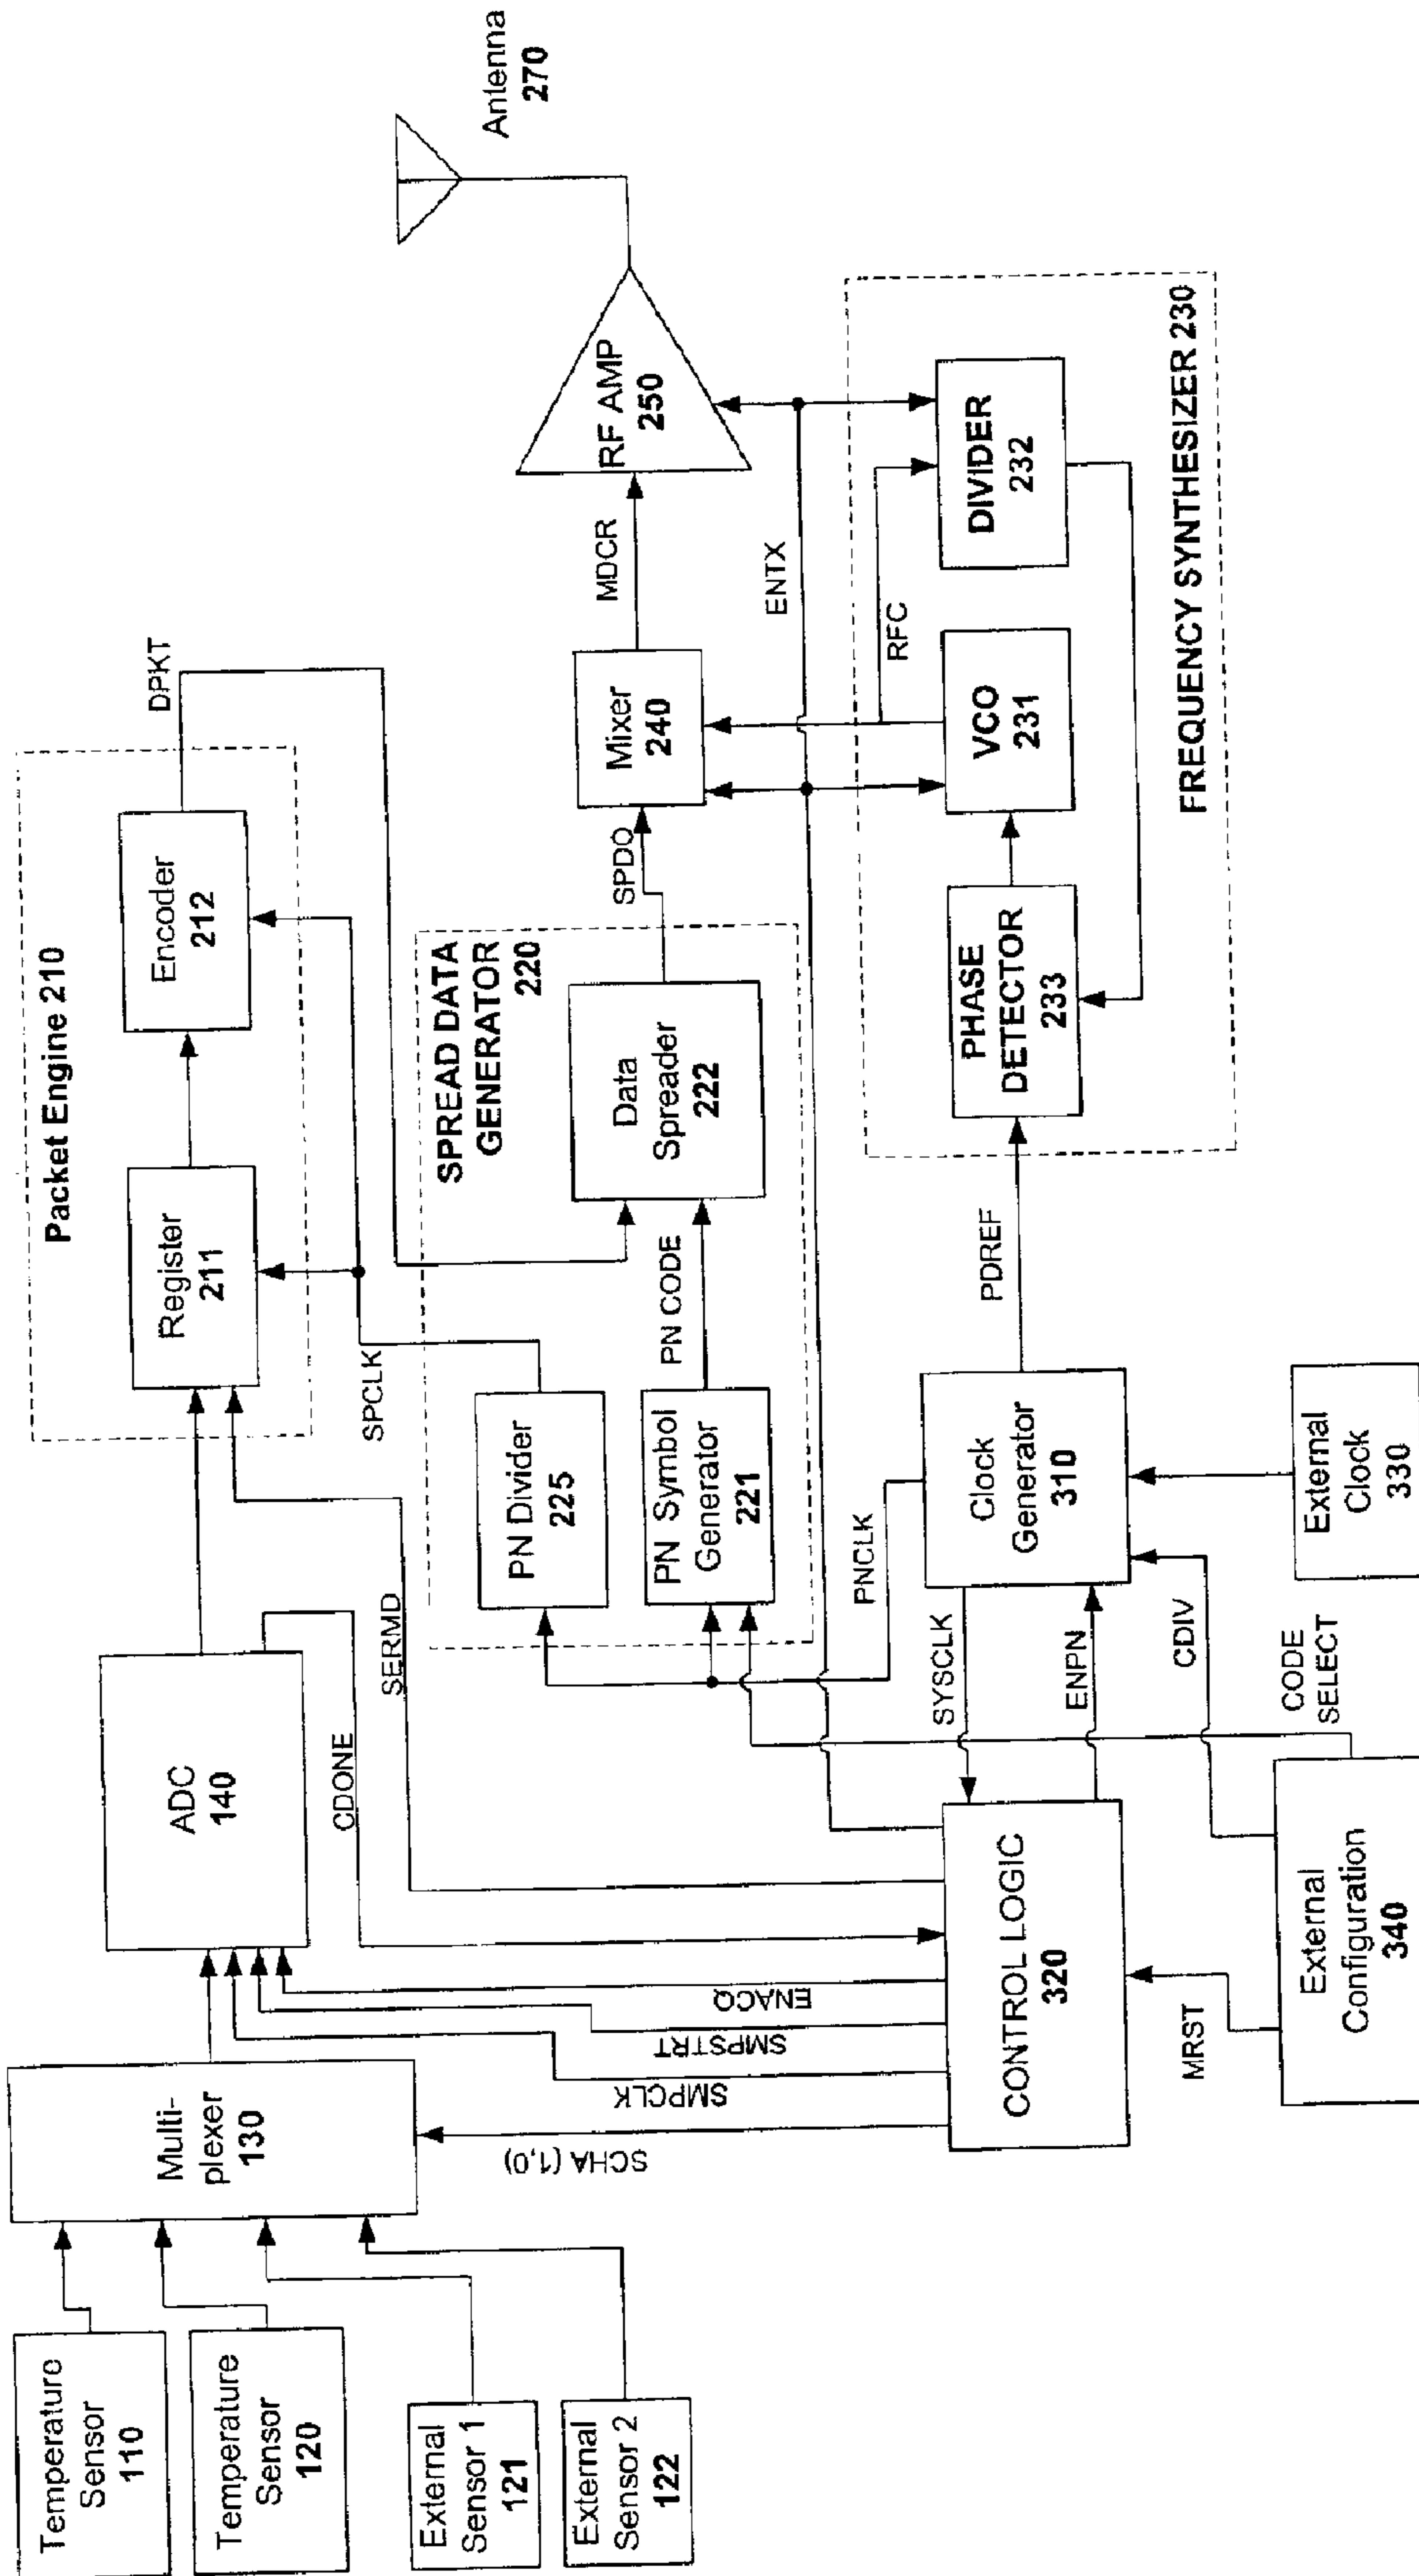 Temperature
Sensor
110
Temperature
Sensor
120
External
Sensor 1
121
External
Sensor 2
122
Multi-
plexer
130
SCHA (1,0)
SMPCLK
SMPSTRT
ENACQ
ADC
140
CDONE
SERMD
Packet Engine 210
Register
211
Encoder
212
DPKT
SPCLK
SPREAD DATA
GENERATOR
220
PN Divider
225
PN Symbol
Generator
221
PN CODE
Data
Spreader
222
SPDO
Mixer
240
MDCR
RF AMP
250
Antenna
270
ENTX
RFC
PHASE
DETECTOR
233
VCO
231
DIVIDER
232
FREQUENCY SYNTHESIZER 230
PDREF
PNCLK
Clock
Generator
310
SYSCLK
ENPN
CDIV
CODE
SELECT
External
Clock
330
CONTROL LOGIC
320
MRST
External
Configuration
340